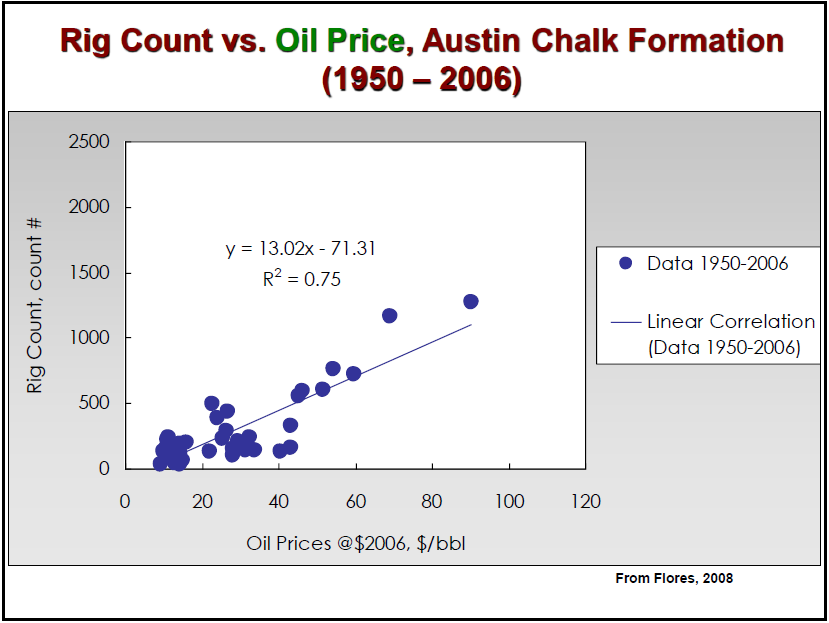 Rig Count vs. Oil Price, Austin Chalk Formation
(1950 – 2006)
2500
2000
1500
1000
500
0
Rig Count, count #
y = 13.02x - 71.31
R² = 0.75
0 20 40 60 80 100 120
Oil Prices @$2006, $/bbl
Data 1950-2006
Linear Correlation
(Data 1950-2006)
From Flores, 2008